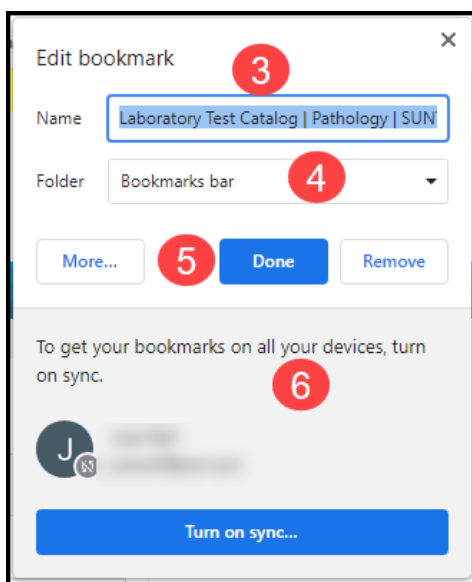 Edit bookmark
3
Name Laboratory Test Catalog | Pathology | SUN
4
Folder Bookmarks bar
More... 5 Done Remove
To get your bookmarks on all your devices, turn
on sync.
6
J
Turn on sync...